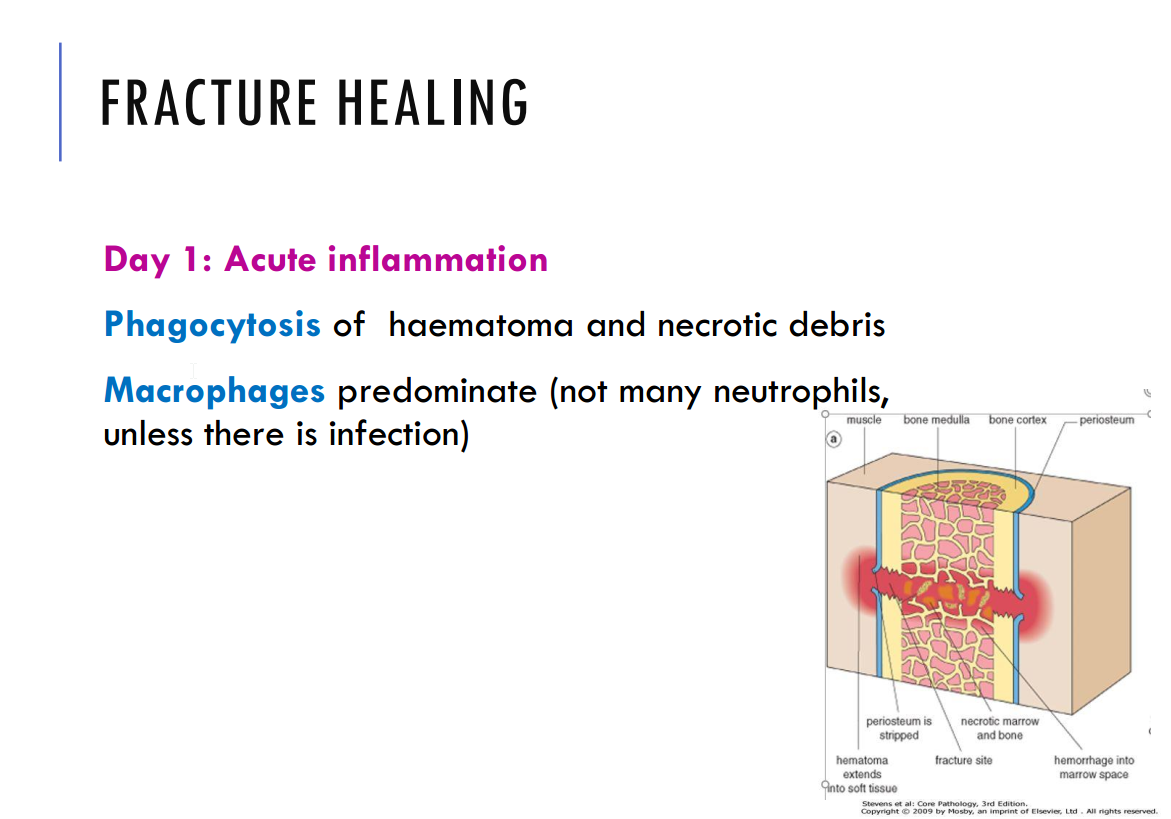 FRACTURE HEALING
Day 1: Acute inflammation
Phagocytosis of haematoma and necrotic debris
Macrophages predominate (not many neutrophils,
unless there is infection)
muscle bone medulla bone cortex periosteum
a
periosteum is
stripped
necrotic marrow
and bone
hematoma
extends
into soft tissue
fracture site
hemorrhage into
marrow space
Stevens et al: Core Pathology, 3rd Edition.
Copyright © 2009 by Mosby, an imprint of Elsevier, Ltd . All rights reserved.